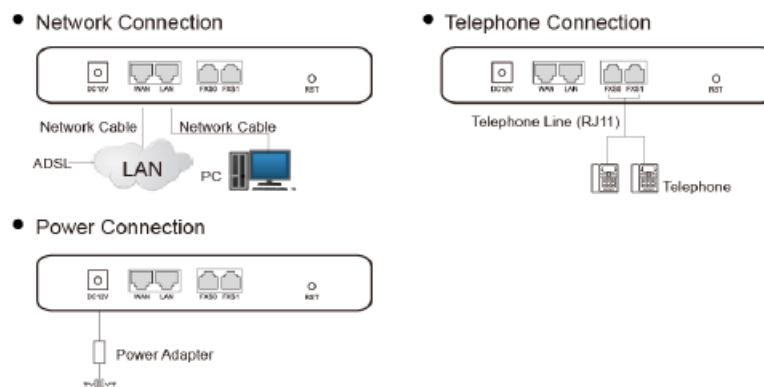 • Network Connection
DC12V WAN LAN FXS0 FXS1 RST
Network Cable Network Cable
ADSL LAN PC
• Telephone Connection
DC12V WAN LAN FXS0 FXS1 RST
Telephone Line (RJ11)
Telephone
• Power Connection
DC12V WAN LAN FXS0 FXS1 RST
Power Adapter